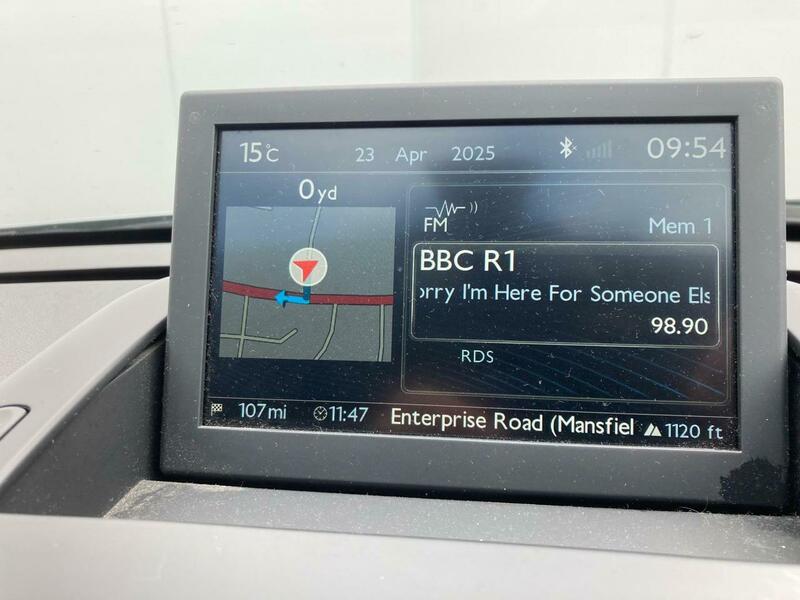 15°C 23 Apr 2025 09:54
0yd
FM Mem 1
BBC R1
orry I'm Here For Someone Els
98.90
RDS
107mi 11:47 Enterprise Road (Mansfiel 1120 ft